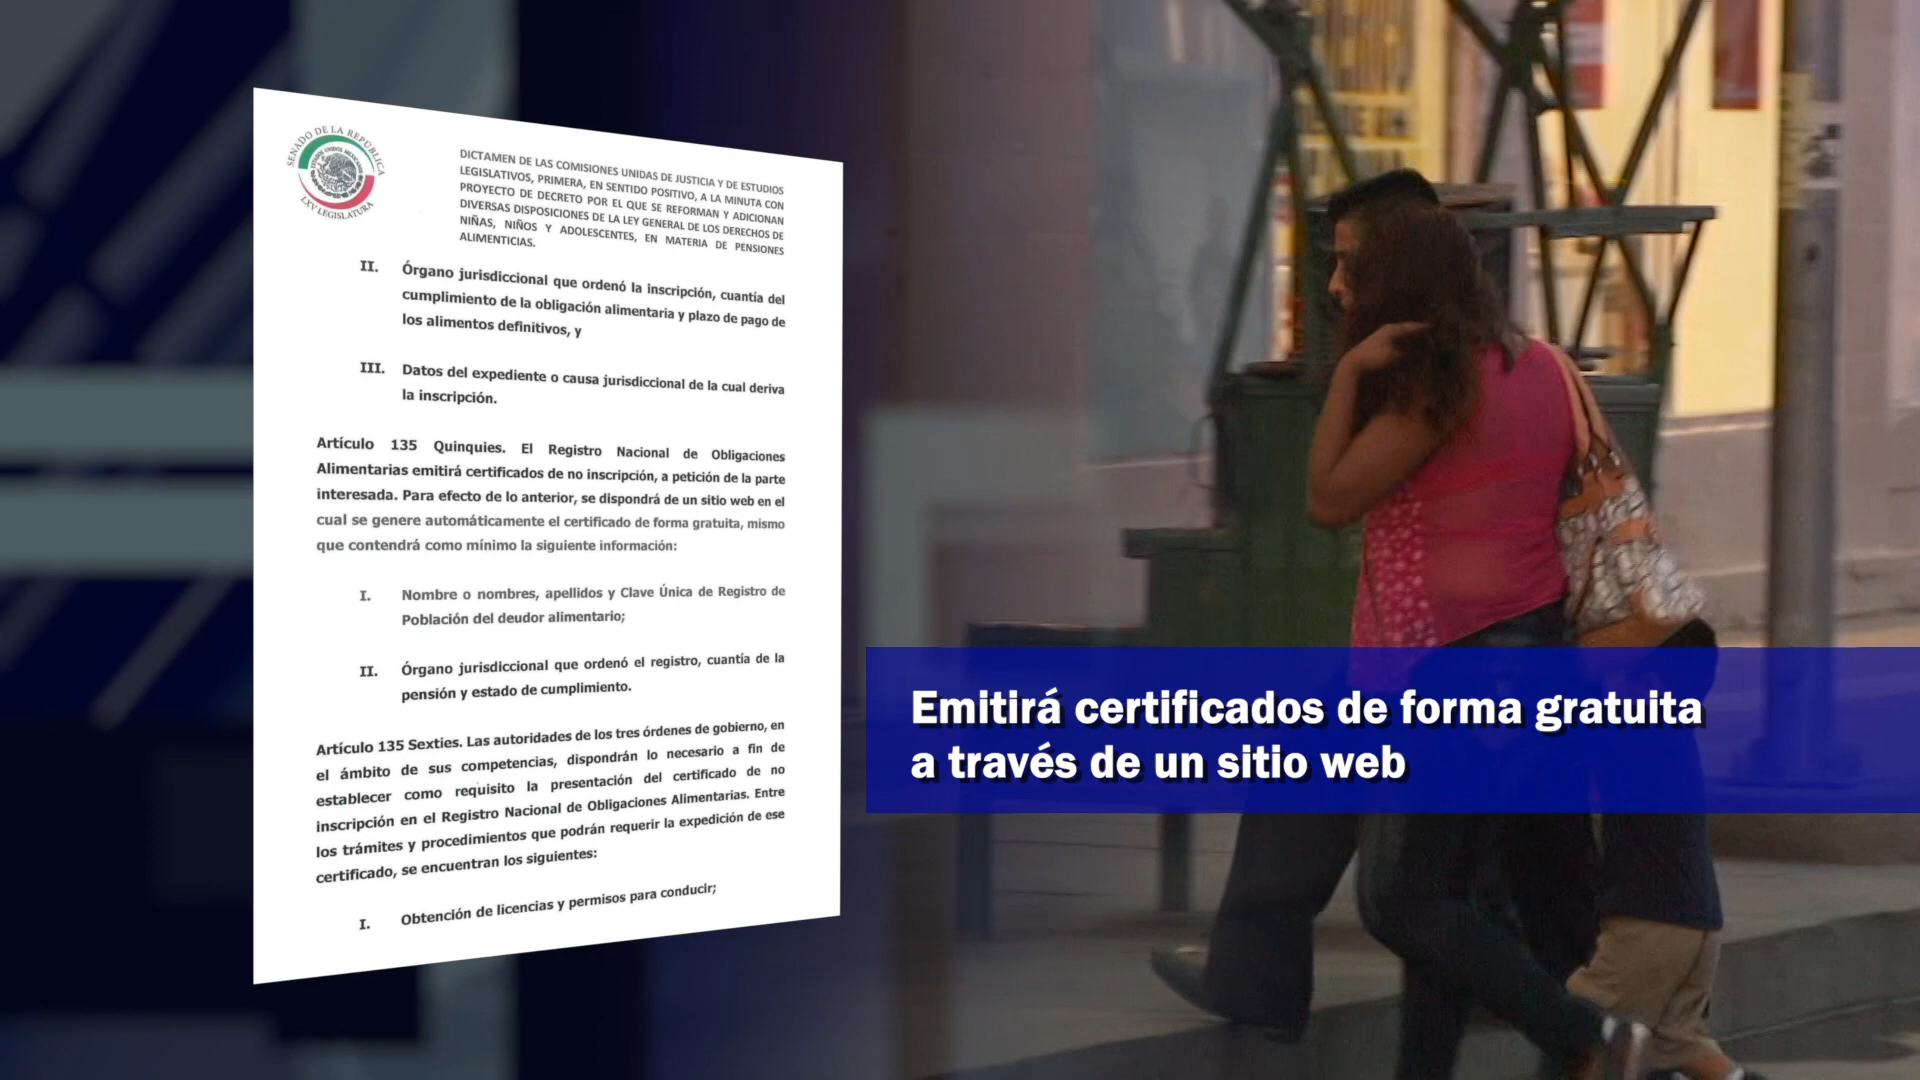 SENADO DE LA REPÚBLICA
ESTADOS UNIDOS MEXICANOS
LXV LEGISLATURA
DICTAMEN DE LAS COMISIONES UNIDAS DE JUSTICIA Y DE ESTUDIOS
LEGISLATIVOS, PRIMERA, EN SENTIDO POSITIVO, A LA MINUTA CON
PROYECTO DE DECRETO POR EL QUE SE REFORMAN Y ADICIONAN
DIVERSAS DISPOSICIONES DE LA LEY GENERAL DE LOS DERECHOS DE
NIÑAS, NIÑOS Y ADOLESCENTES, EN MATERIA DE PENSIONES
ALIMENTICIAS.
II. Órgano jurisdiccional que ordenó la inscripción, cuantía del
cumplimiento de la obligación alimentaria y plazo de pago de
los alimentos definitivos, y
III. Datos del expediente o causa jurisdiccional de la cual deriva
la inscripción.
Artículo 135 Quinquies. El Registro Nacional de Obligaciones
Alimentarias emitirá certificados de no inscripción, a petición de la parte
interesada. Para efecto de lo anterior, se dispondrá de un sitio web en el
cual se genere automáticamente el certificado de forma gratuita, mismo
que contendrá como mínimo la siguiente información:
I. Nombre o nombres, apellidos y Clave Única de Registro de
Población del deudor alimentario;
II. Órgano jurisdiccional que ordenó el registro, cuantía de la
pensión y estado de cumplimiento.
Artículo 135 Sexties. Las autoridades de los tres órdenes de gobierno, en
el ámbito de sus competencias, dispondrán lo necesario a fin de
establecer como requisito la presentación del certificado de no
inscripción en el Registro Nacional de Obligaciones Alimentarias. Entre
los trámites y procedimientos que podrán requerir la expedición de ese
certificado, se encuentran los siguientes:
I. Obtención de licencias y permisos para conducir;
Emitirá certificados de forma gratuita
a través de un sitio web